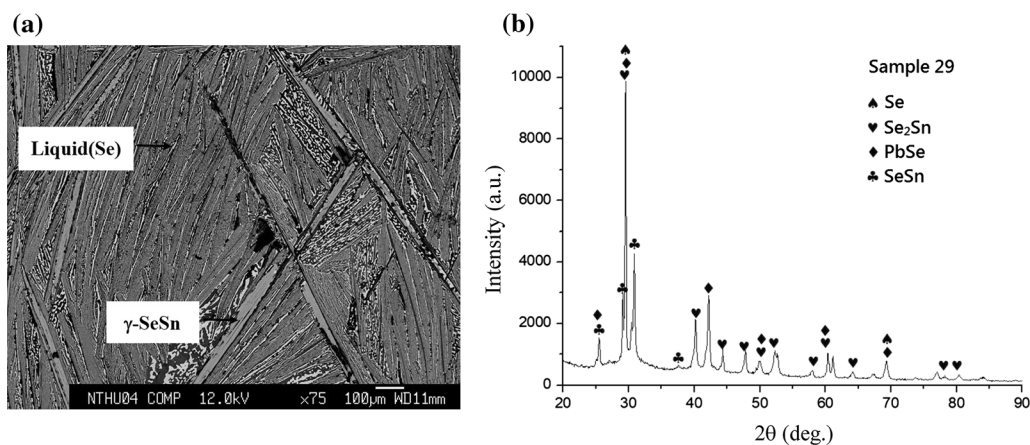 (a)
Liquid(Se)
γ-SeSn
NTHU04 COMP 12.0kV ×75 100μm WD11mm
(b)
Sample 29
♠ Se
♥ Se₂Sn
♦ PbSe
♣ SeSn
Intensity (a.u.)
10000
8000
6000
4000
2000
0
20 30 40 50 60 70 80 90
2θ (deg.)